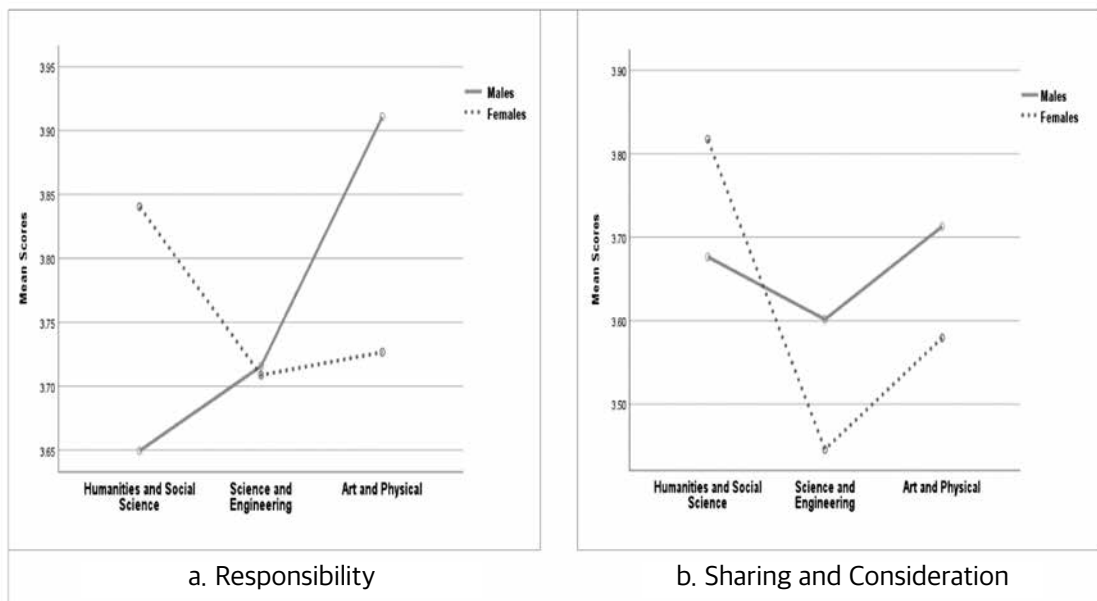 3.95
3.90
3.85
3.80
3.75
3.70
3.65
Mean Scores
Males
Females
Humanities and Social
Science
Science and
Engineering
Art and Physical
a. Responsibility
3.90
3.80
3.70
3.60
3.50
Mean Scores
Males
Females
Humanities and Social
Science
Science and
Engineering
Art and Physical
b. Sharing and Consideration